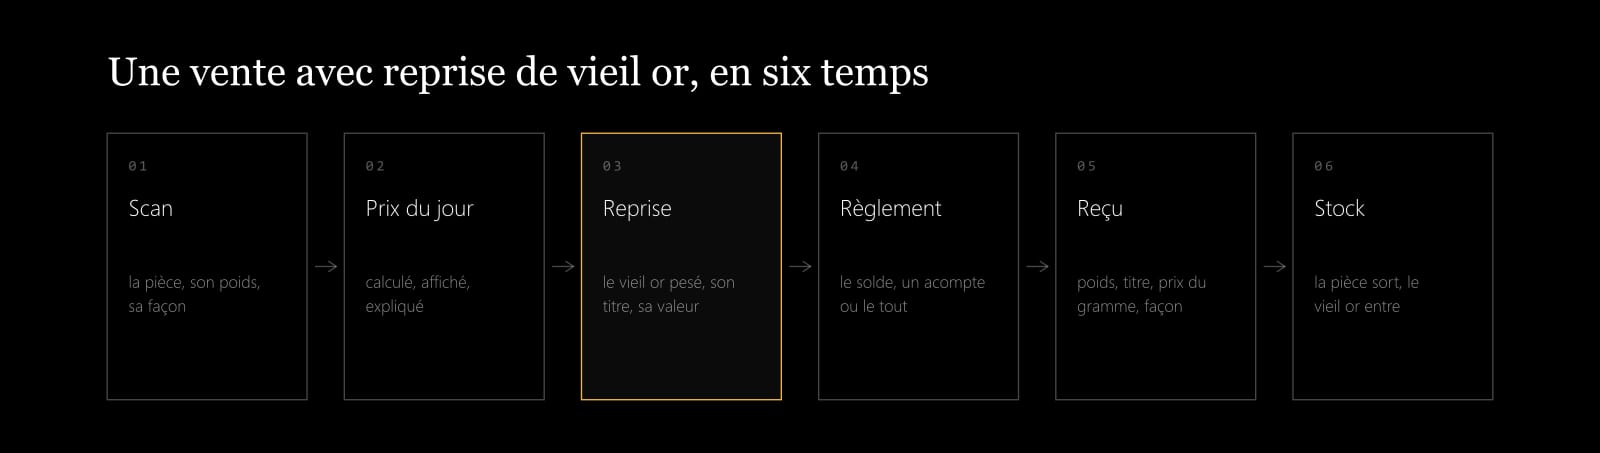 Une vente avec reprise de vieil or, en six temps
01
Scan
la pièce, son poids,
sa façon
02
Prix du jour
calculé, affiché,
expliqué
03
Reprise
le vieil or pesé, son
titre, sa valeur
04
Règlement
le solde, un acompte
ou le tout
05
Reçu
poids, titre, prix du
gramme, façon
06
Stock
la pièce sort, le
vieil or entre